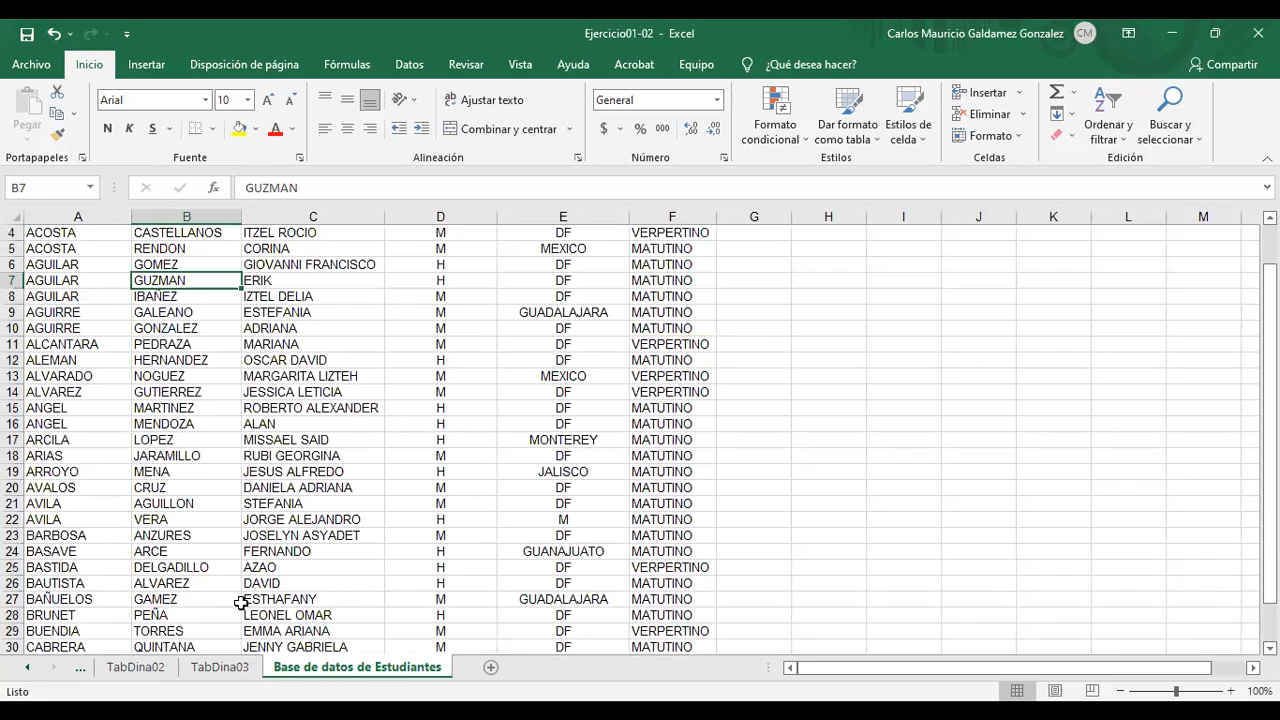 Ejercicio01-02 - Excel
Carlos Mauricio Galdamez Gonzalez CM
Archivo Inicio Insertar Disposición de página Fórmulas Datos Revisar Vista Ayuda Acrobat Equipo ¿Qué desea hacer? Compartir
Pegar
Arial 10
N K S
Ajustar texto
Combinar y centrar
General
$ % 000
Formato condicional
Dar formato como tabla
Estilos de celda
Insertar
Eliminar
Formato
Ordenar y filtrar
Buscar y seleccionar
Portapapeles Fuente Alineación Número Estilos Celdas Edición
B7 fx GUZMAN
A B C D E F G H I J K L M
4 ACOSTA CASTELLANOS ITZEL ROCIO M DF VERPERTINO
5 ACOSTA RENDON CORINA M MEXICO MATUTINO
6 AGUILAR GOMEZ GIOVANNI FRANCISCO H DF MATUTINO
7 AGUILAR GUZMAN ERIK H DF MATUTINO
8 AGUILAR IBAÑEZ IZTEL DELIA M DF MATUTINO
9 AGUIRRE GALEANO ESTEFANIA M GUADALAJARA MATUTINO
10 AGUIRRE GONZALEZ ADRIANA M DF MATUTINO
11 ALCANTARA PEDRAZA MARIANA M DF VERPERTINO
12 ALEMAN HERNANDEZ OSCAR DAVID H DF MATUTINO
13 ALVARADO NOGUEZ MARGARITA LIZTEH M MEXICO VERPERTINO
14 ALVAREZ GUTIERREZ JESSICA LETICIA M DF VERPERTINO
15 ANGEL MARTINEZ ROBERTO ALEXANDER H DF MATUTINO
16 ANGEL MENDOZA ALAN H DF MATUTINO
17 ARCILA LOPEZ MISSAEL SAID H MONTEREY MATUTINO
18 ARIAS JARAMILLO RUBI GEORGINA M DF MATUTINO
19 ARROYO MENA JESUS ALFREDO H JALISCO MATUTINO
20 AVALOS CRUZ DANIELA ADRIANA M DF MATUTINO
21 AVILA AGUILLON STEFANIA M DF MATUTINO
22 AVILA VERA JORGE ALEJANDRO H M MATUTINO
23 BARBOSA ANZURES JOSELYN ASYADET M DF MATUTINO
24 BASAVE ARCE FERNANDO H GUANAJUATO MATUTINO
25 BASTIDA DELGADILLO AZAO H DF VERPERTINO
26 BAUTISTA ALVAREZ DAVID H DF MATUTINO
27 BAÑUELOS GAMEZ ESTHAFANY M GUADALAJARA MATUTINO
28 BRUNET PEÑA LEONEL OMAR H DF MATUTINO
29 BUENDIA TORRES EMMA ARIANA M DF VERPERTINO
30 CABRERA QUINTANA JENNY GABRIELA M DF MATUTINO
... TabDina02 TabDina03 Base de datos de Estudiantes
Listo 100%